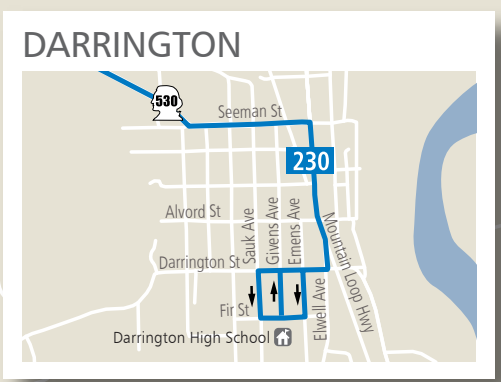 DARRINGTON
530
Seeman St
230
Alvord St
Sauk Ave
Givens Ave
Emens Ave
Mountain Loop Hwy
Darrington St
Fir St
Elwell Ave
Darrington High School